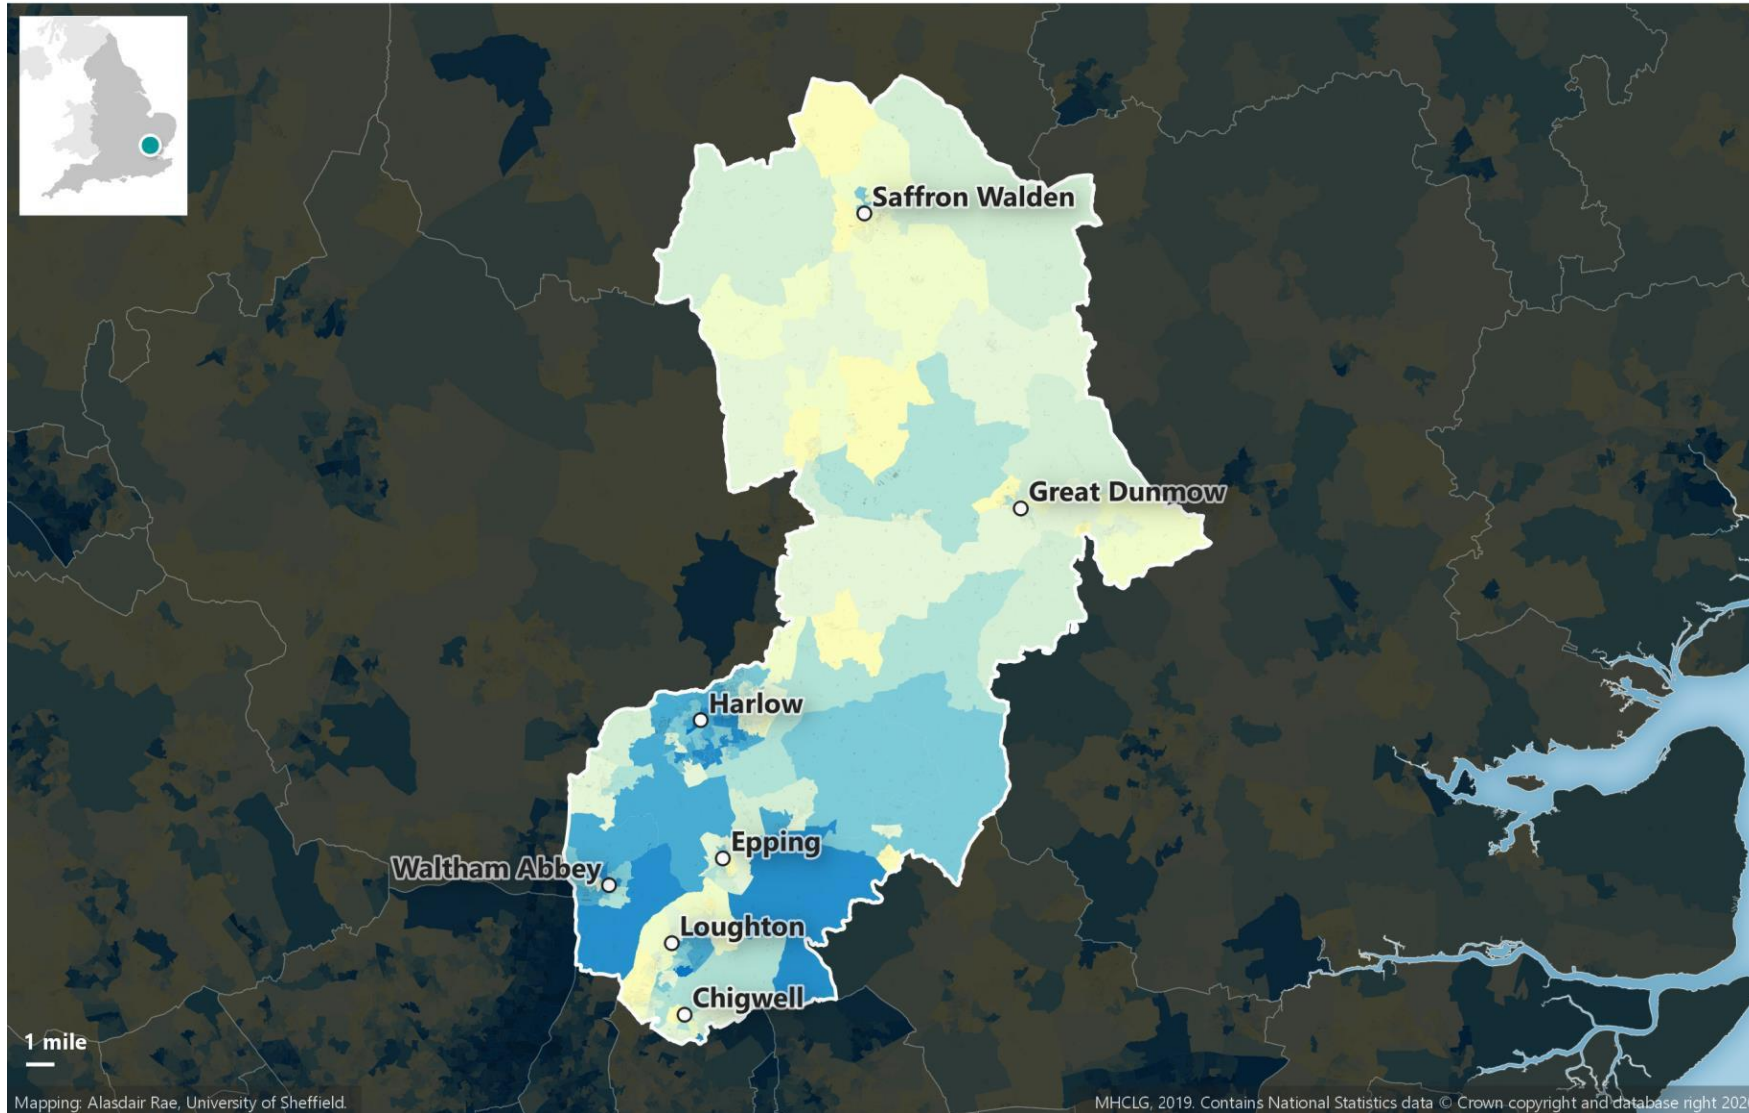 Saffron Walden
Great Dunmow
Harlow
Epping
Waltham Abbey
Loughton
Chigwell
1 mile
Mapping: Alasdair Rae, University of Sheffield.
MHCLG, 2019. Contains National Statistics data © Crown copyright and database right